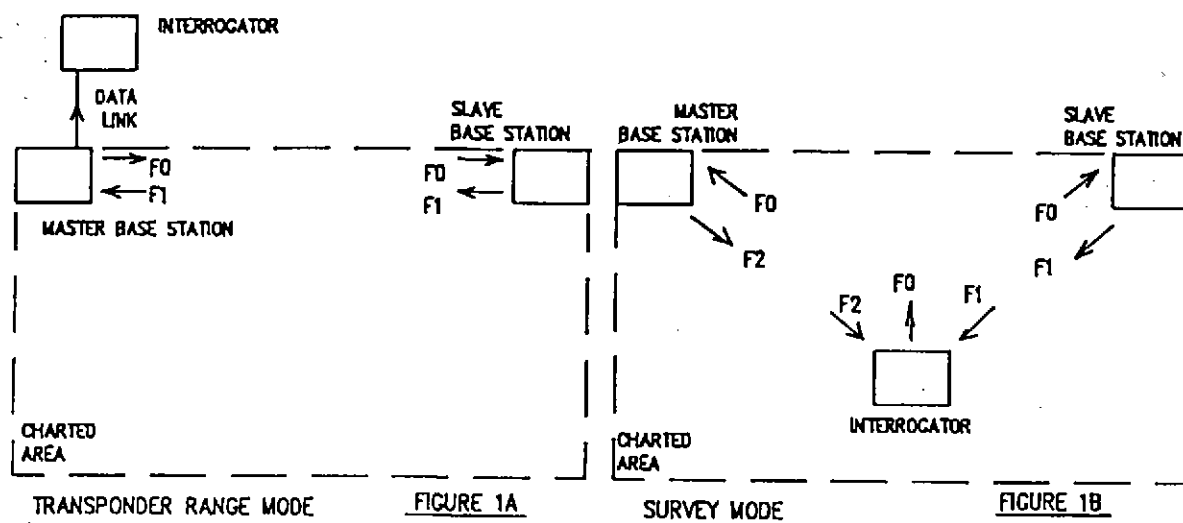 INTERROGATOR
DATA
LINK
SLAVE
BASE STATION
F0
F1
F0
F1
MASTER BASE STATION
CHARTED
AREA
TRANSPONDER RANGE MODE
FIGURE 1A
MASTER
BASE STATION
SLAVE
BASE STATION
F0
F2
F0
F1
F2
F0
F1
INTERROGATOR
CHARTED
AREA
SURVEY MODE
FIGURE 1B